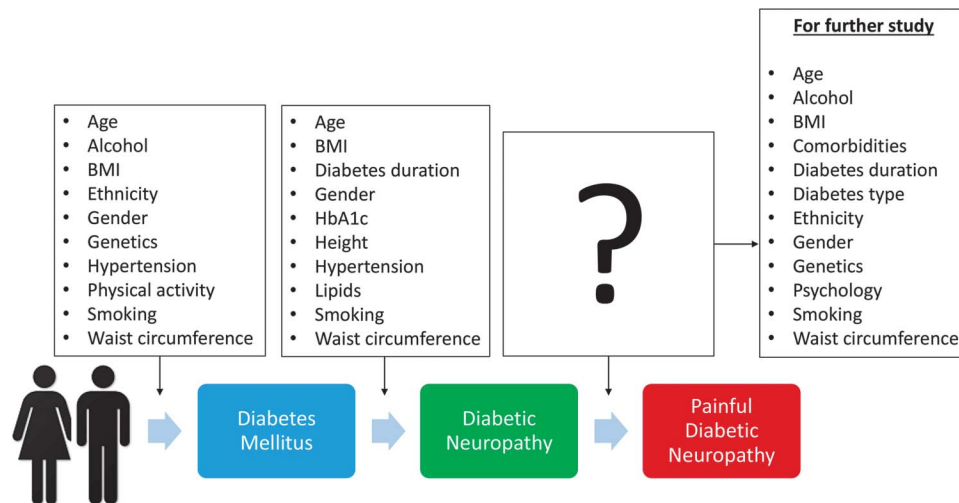 For further study
• Age
• Alcohol
• BMI
• Comorbidities
• Diabetes duration
• Diabetes type
• Ethnicity
• Gender
• Genetics
• Psychology
• Smoking
• Waist circumference
• Age
• Alcohol
• BMI
• Ethnicity
• Gender
• Genetics
• Hypertension
• Physical activity
• Smoking
• Waist circumference
• Age
• BMI
• Diabetes duration
• Gender
• HbA1c
• Height
• Hypertension
• Lipids
• Smoking
• Waist circumference
?
Diabetes
Mellitus
Diabetic
Neuropathy
Painful
Diabetic
Neuropathy